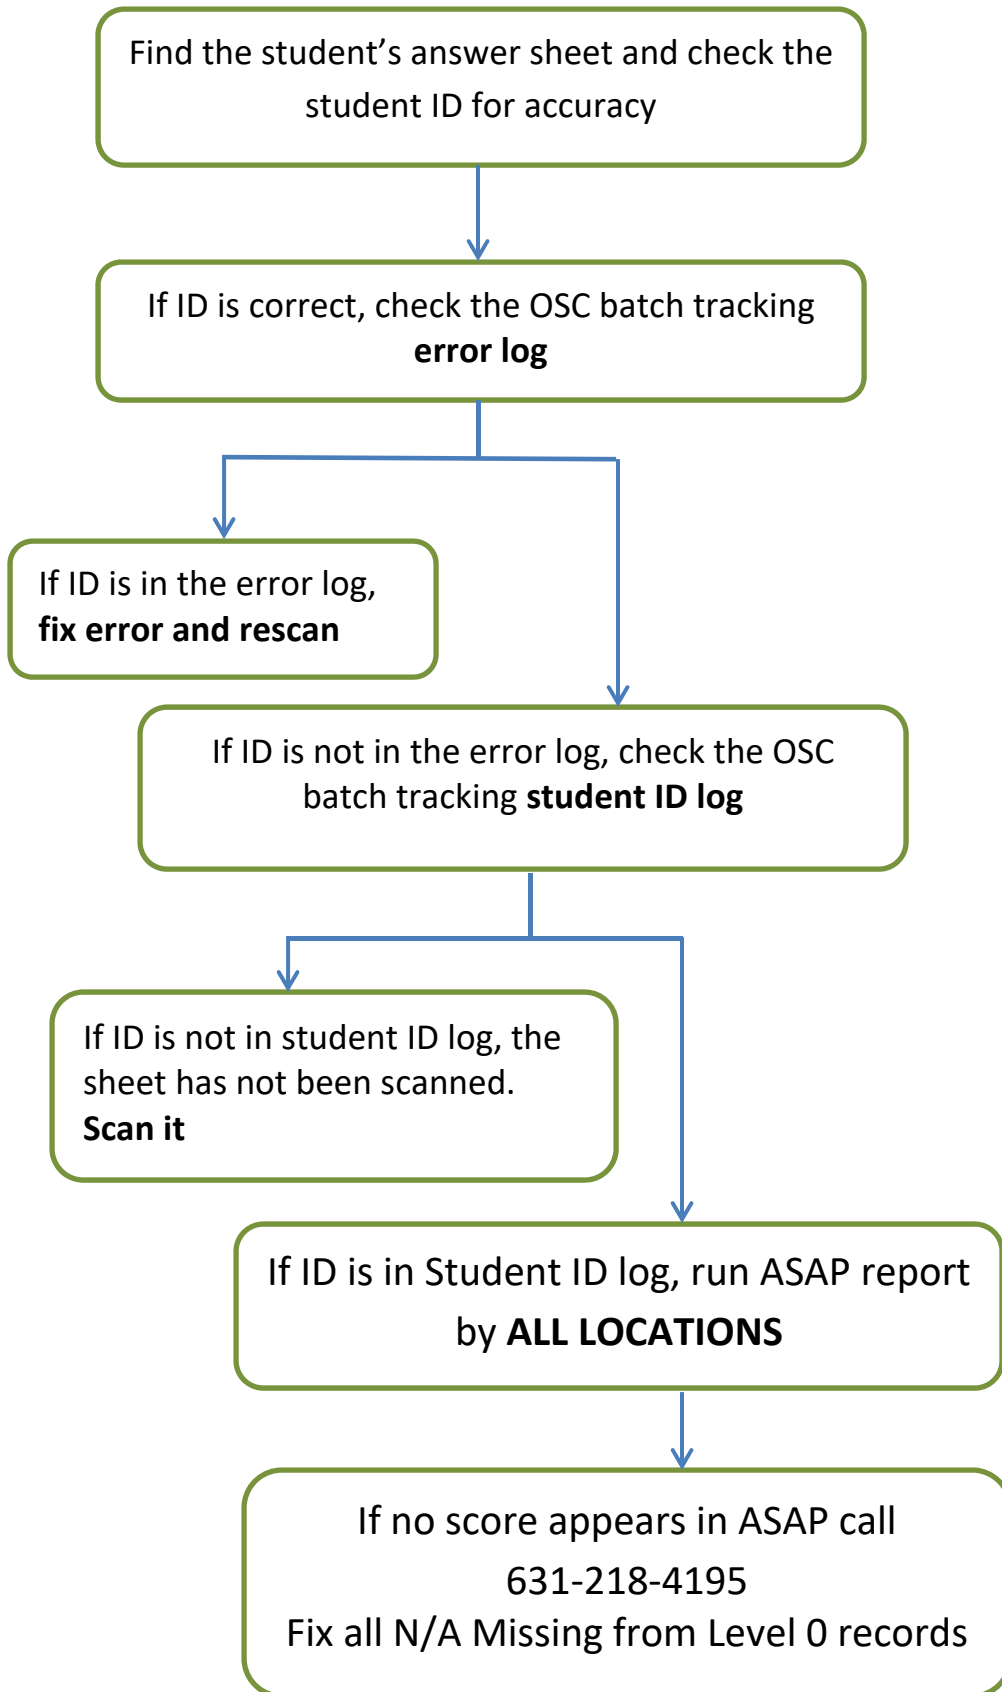 Find the student’s answer sheet and check the
student ID for accuracy
If ID is correct, check the OSC batch tracking
error log
If ID is in the error log,
fix error and rescan
If ID is not in the error log, check the OSC
batch tracking student ID log
If ID is not in student ID log, the
sheet has not been scanned.
Scan it
If ID is in Student ID log, run ASAP report
by ALL LOCATIONS
If no score appears in ASAP call
631-218-4195
Fix all N/A Missing from Level 0 records